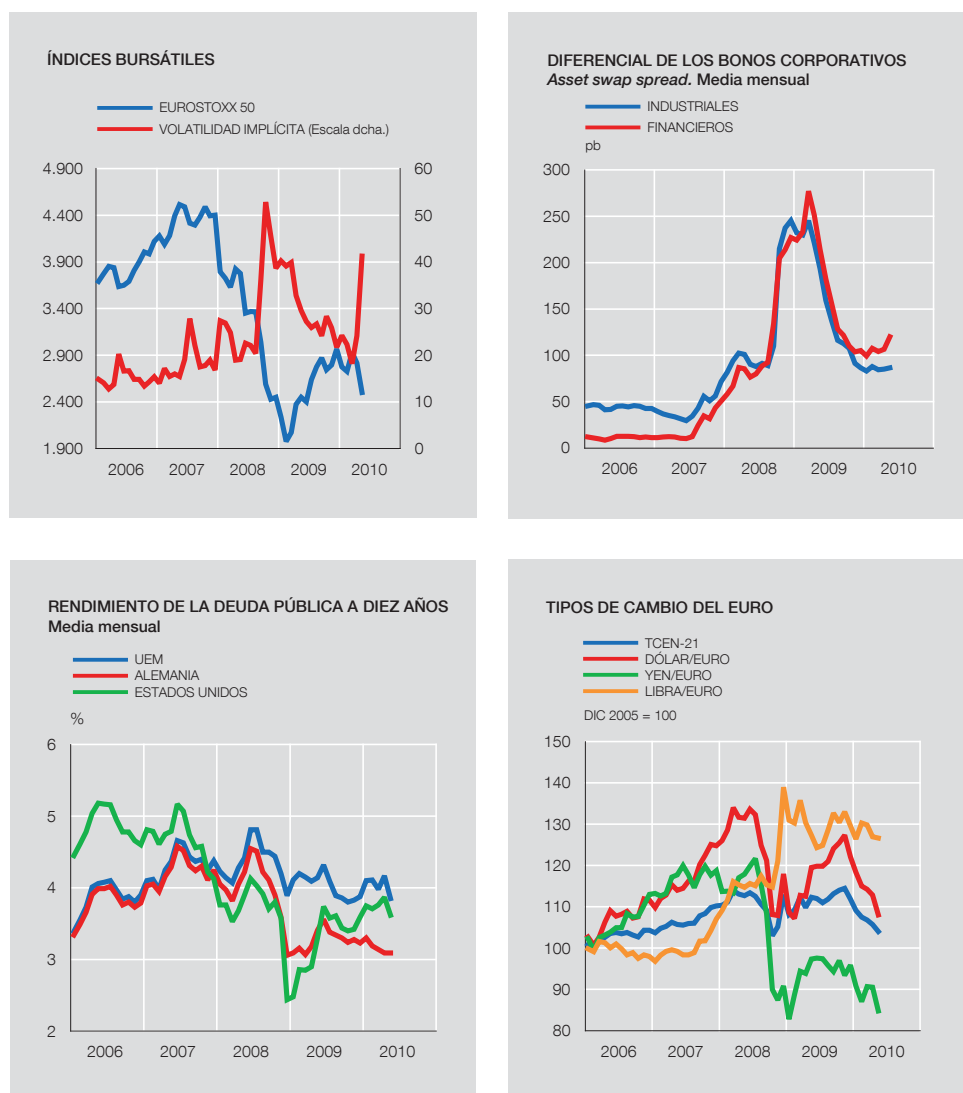 ÍNDICES BURSÁTILES
EUROSTOXX 50
VOLATILIDAD IMPLÍCITA (Escala dcha.)
4.900
4.400
3.900
3.400
2.900
2.400
1.900
60
50
40
30
20
10
0
2006 2007 2008 2009 2010
DIFERENCIAL DE LOS BONOS CORPORATIVOS
Asset swap spread. Media mensual
INDUSTRIALES
FINANCIEROS
pb
300
250
200
150
100
50
0
2006 2007 2008 2009 2010
RENDIMIENTO DE LA DEUDA PÚBLICA A DIEZ AÑOS
Media mensual
UEM
ALEMANIA
ESTADOS UNIDOS
%
6
5
4
3
2
2006 2007 2008 2009 2010
TIPOS DE CAMBIO DEL EURO
TCEN-21
DÓLAR/EURO
YEN/EURO
LIBRA/EURO
DIC 2005 = 100
150
140
130
120
110
100
90
80
2006 2007 2008 2009 2010